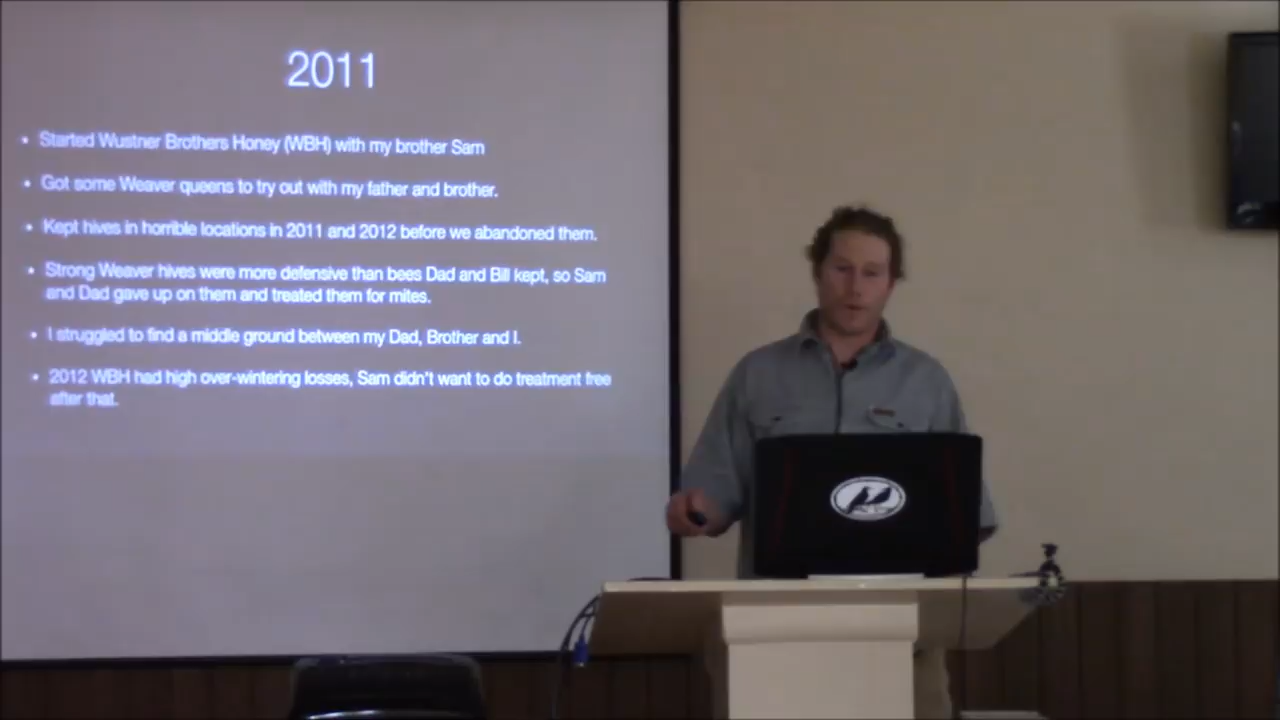 2011
• Started Wustner Brothers Honey (WBH) with my brother Sam
• Got some Weaver queens to try out with my father and brother.
• Kept hives in horrible locations in 2011 and 2012 before we abandoned them.
• Strong Weaver hives were more defensive than bees Dad and Bill kept, so Sam
and Dad gave up on them and treated them for mites.
• I struggled to find a middle ground between my Dad, Brother and I.
• 2012 WBH had high over-wintering losses, Sam didn't want to do treatment free
after that.